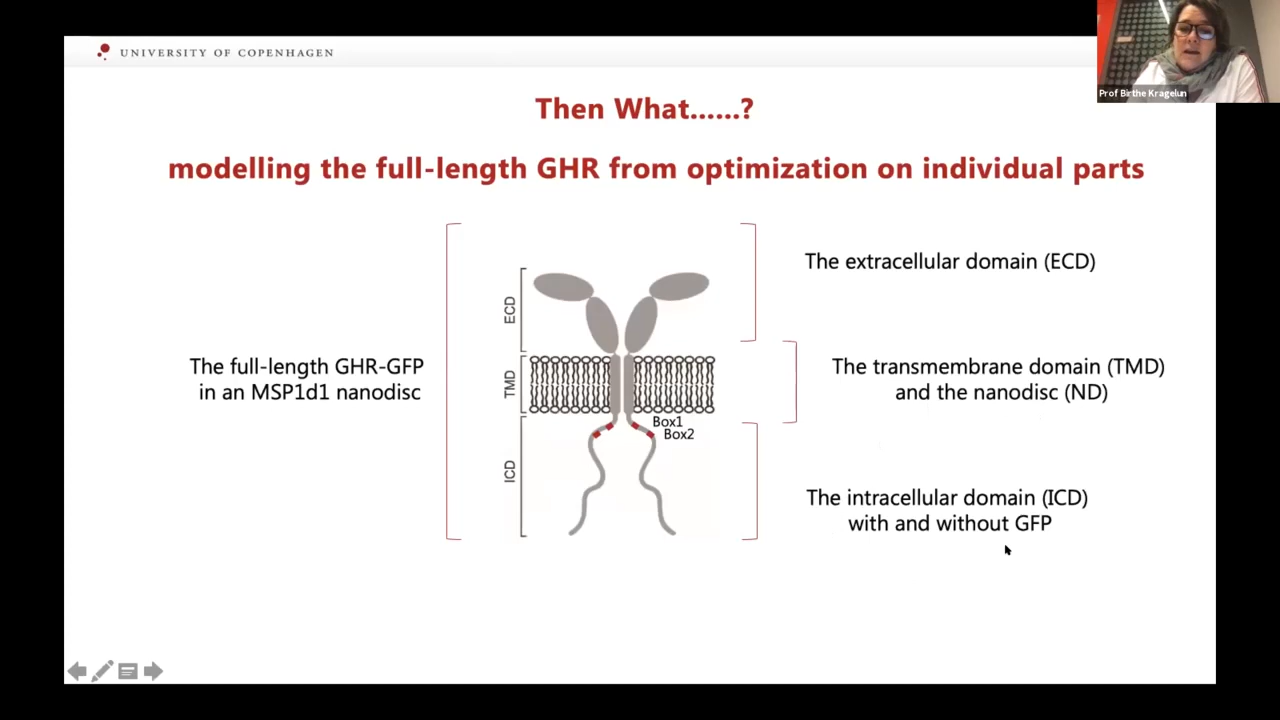 UNIVERSITY OF COPENHAGEN
Prof Birthe Kragelun
Then What......?
modelling the full-length GHR from optimization on individual parts
The full-length GHR-GFP
in an MSP1d1 nanodisc
ECD
TMD
ICD
Box1
Box2
The extracellular domain (ECD)
The transmembrane domain (TMD)
and the nanodisc (ND)
The intracellular domain (ICD)
with and without GFP